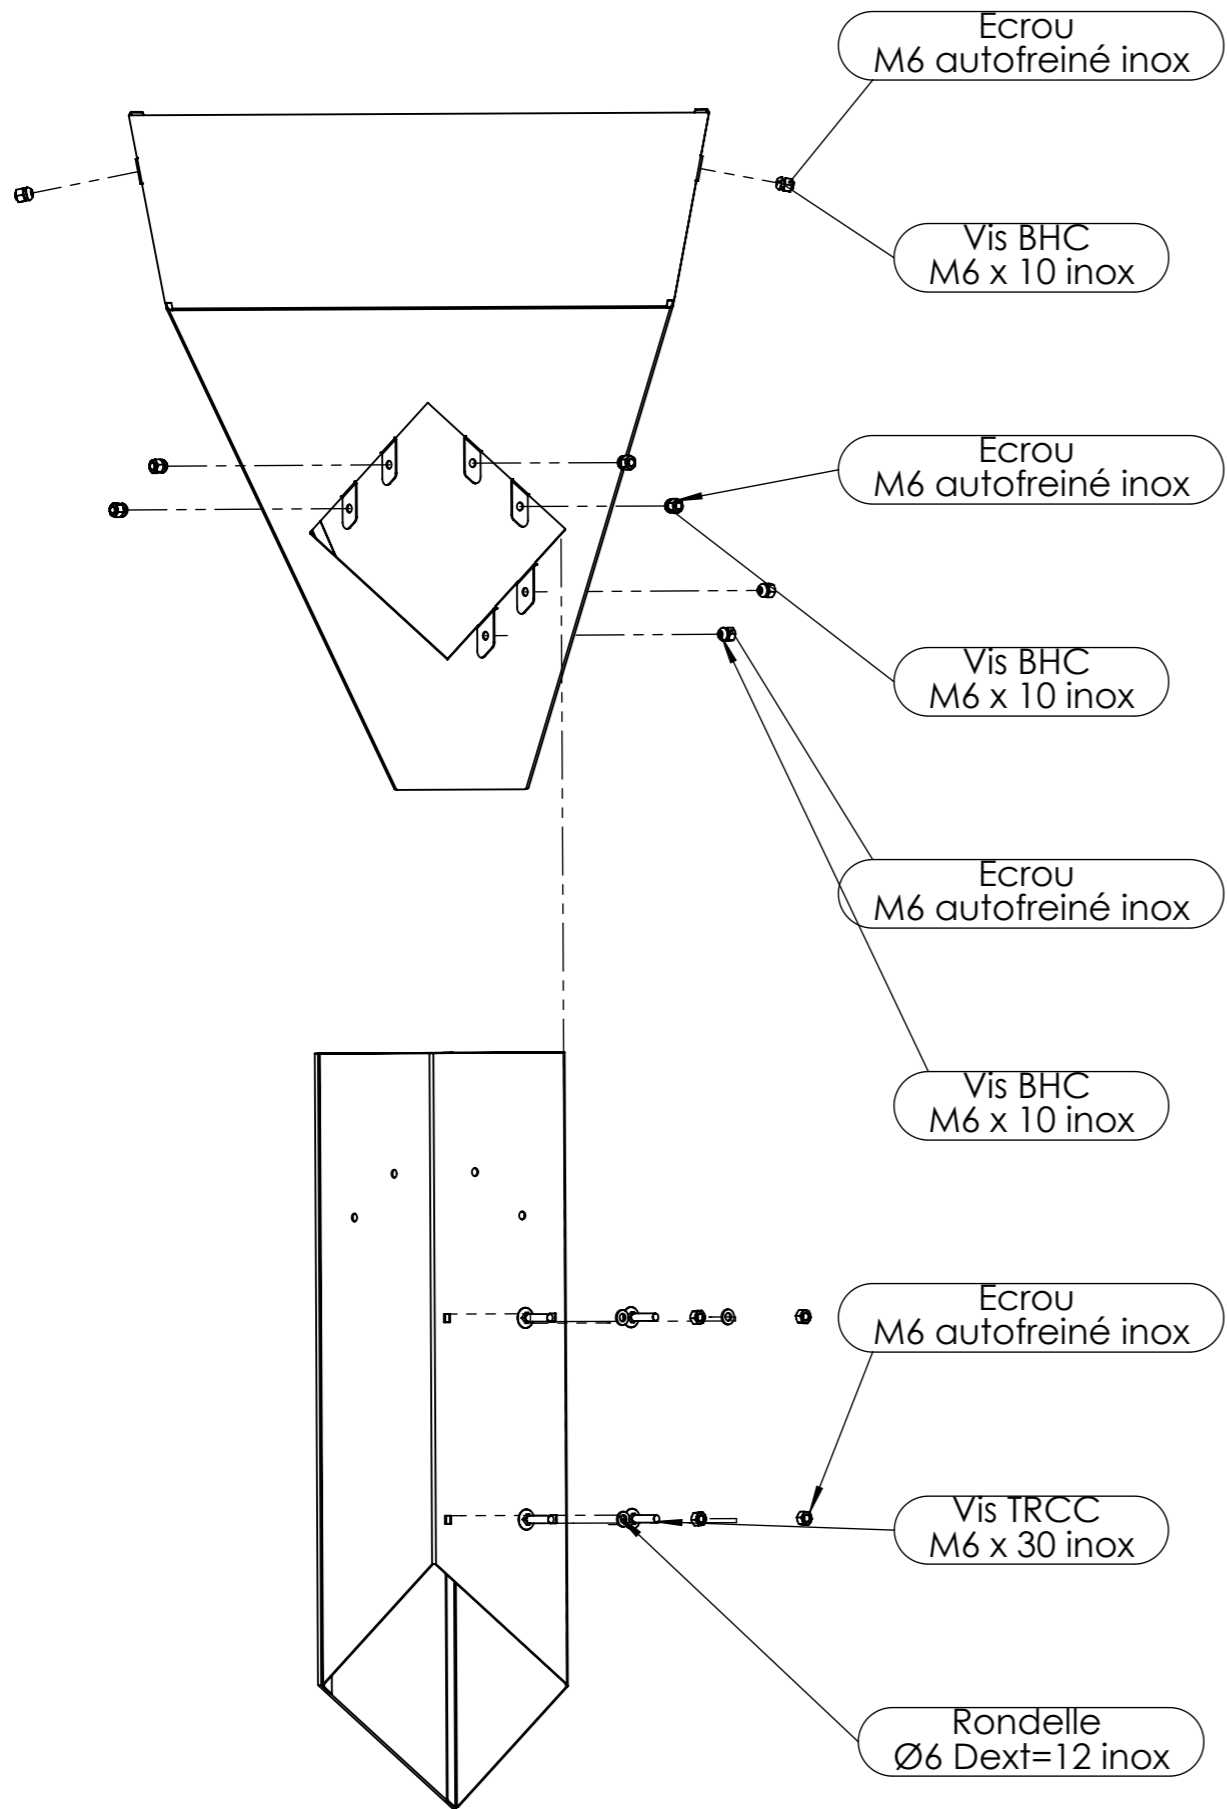 Ecrou
M6 autofreiné inox
Vis BHC
M6 x 10 inox
Ecrou
M6 autofreiné inox
Vis BHC
M6 x 10 inox
Ecrou
M6 autofreiné inox
Vis BHC
M6 x 10 inox
Ecrou
M6 autofreiné inox
Vis TRCC
M6 x 30 inox
Rondelle
Ø6 Dext=12 inox